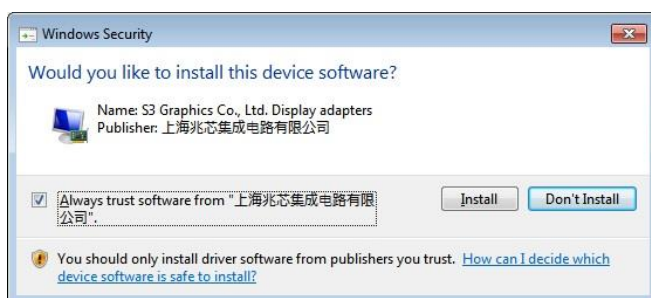 Windows Security
Would you like to install this device software?
Name: S3 Graphics Co., Ltd. Display adapters
Publisher: 上海兆芯集成电路有限公司
Always trust software from "上海兆芯集成电路有限
公司".
Install
Don't Install
You should only install driver software from publishers you trust. How can I decide which
device software is safe to install?